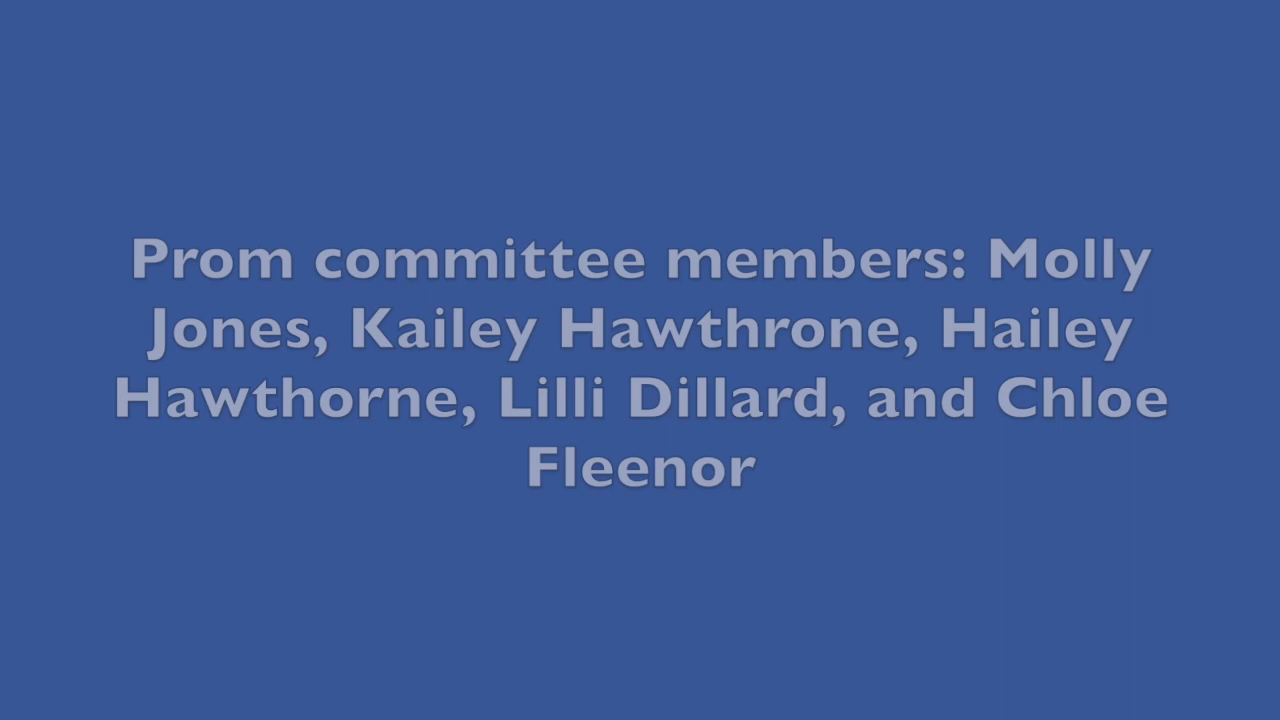 Prom committee members: Molly
Jones, Kailey Hawthrone, Hailey
Hawthorne, Lilli Dillard, and Chloe
Fleenor